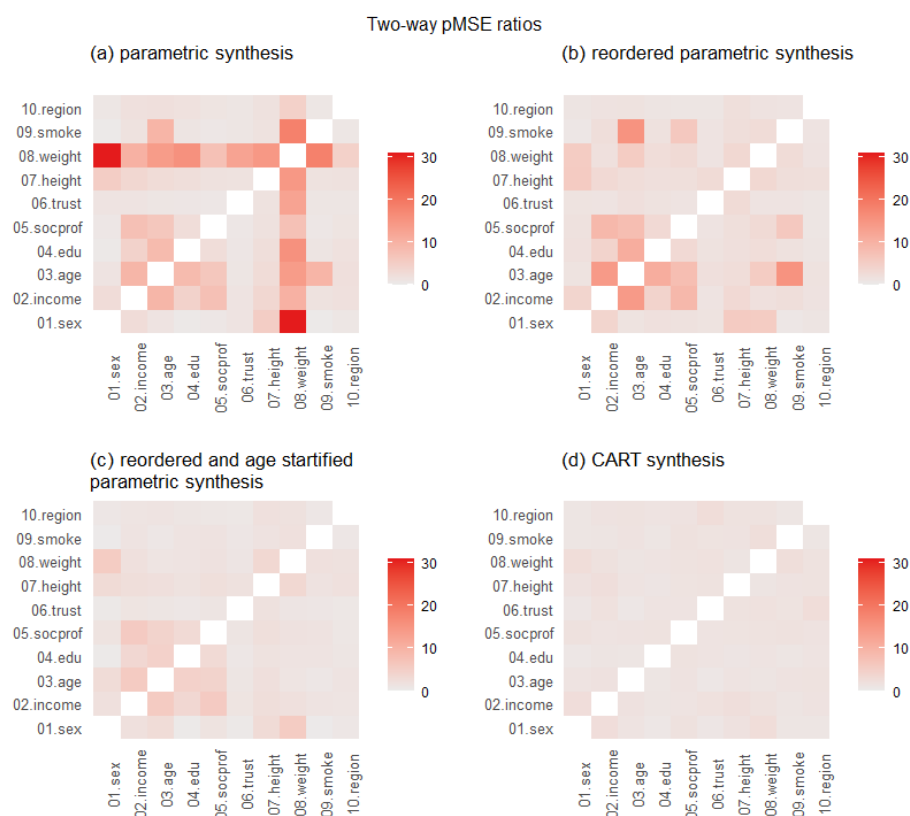 Two-way pMSE ratios
(a) parametric synthesis
10.region
09.smoke
08.weight
07.height
06.trust
05.socprof
04.edu
03.age
02.income
01.sex
01.sex
02.income
03.age
04.edu
05.socprof
06.trust
07.height
08.weight
09.smoke
10.region
30
20
10
0
(b) reordered parametric synthesis
10.region
09.smoke
08.weight
07.height
06.trust
05.socprof
04.edu
03.age
02.income
01.sex
01.sex
02.income
03.age
04.edu
05.socprof
06.trust
07.height
08.weight
09.smoke
10.region
30
20
10
0
(c) reordered and age startified
parametric synthesis
10.region
09.smoke
08.weight
07.height
06.trust
05.socprof
04.edu
03.age
02.income
01.sex
01.sex
02.income
03.age
04.edu
05.socprof
06.trust
07.height
08.weight
09.smoke
10.region
30
20
10
0
(d) CART synthesis
10.region
09.smoke
08.weight
07.height
06.trust
05.socprof
04.edu
03.age
02.income
01.sex
01.sex
02.income
03.age
04.edu
05.socprof
06.trust
07.height
08.weight
09.smoke
10.region
30
20
10
0